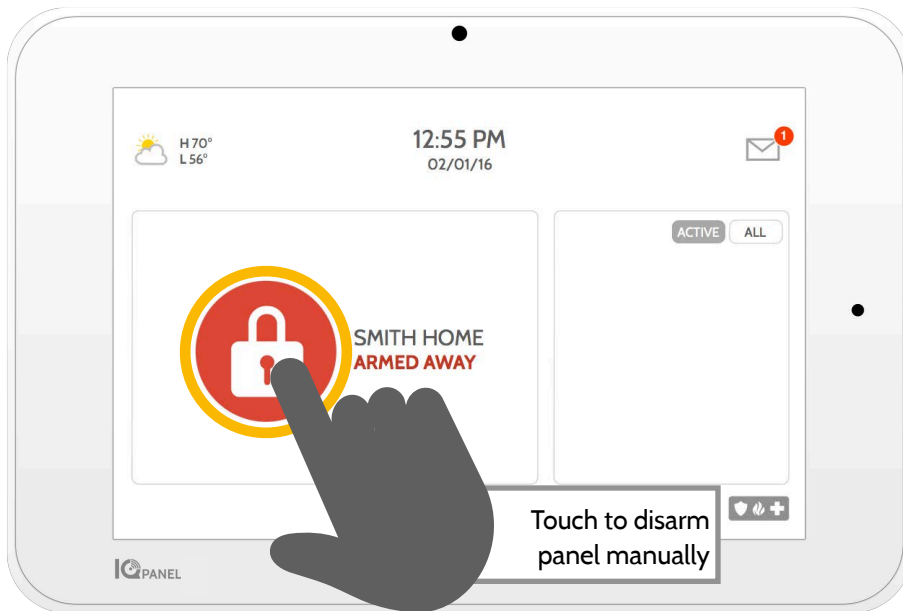 H 70°
L 56°
12:55 PM
02/01/16
1
ACTIVE
ALL
SMITH HOME
ARMED AWAY
Touch to disarm
panel manually
IQ PANEL